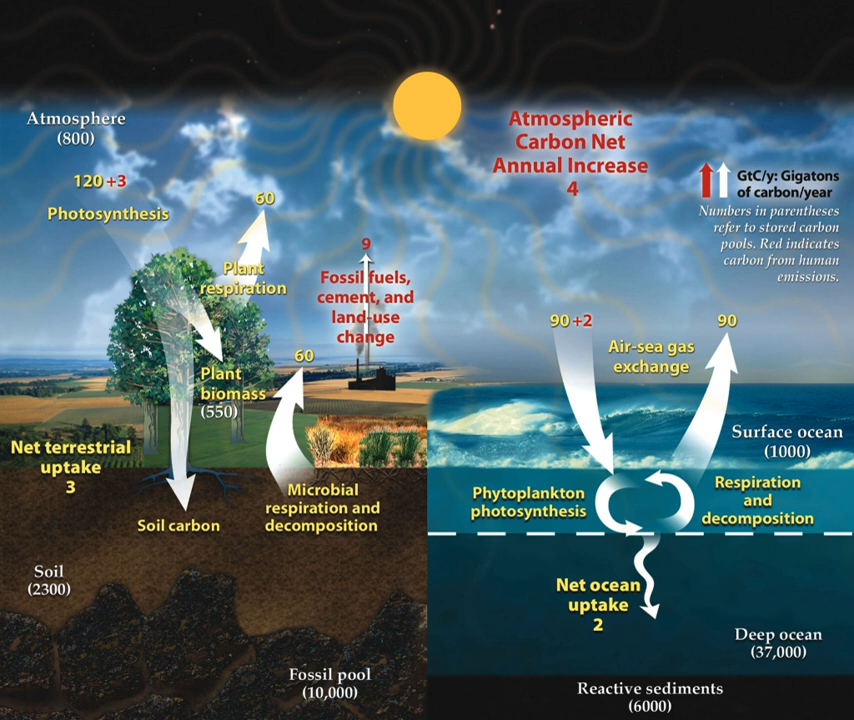 Atmosphere
(800)
120 +3
Photosynthesis
60
Plant
respiration
9
Fossil fuels,
cement, and
land-use
change
Plant
biomass
(550)
60
Net terrestrial
uptake
3
Soil carbon
Microbial
respiration and
decomposition
Soil
(2300)
Fossil pool
(10,000)
Atmospheric
Carbon Net
Annual Increase
4
GtC/y: Gigatons
of carbon/year
Numbers in parentheses
refer to stored carbon
pools. Red indicates
carbon from human
emissions.
90 +2
Air-sea gas
exchange
90
Surface ocean
(1000)
Phytoplankton
photosynthesis
Respiration
and
decomposition
Net ocean
uptake
2
Deep ocean
(37,000)
Reactive sediments
(6000)